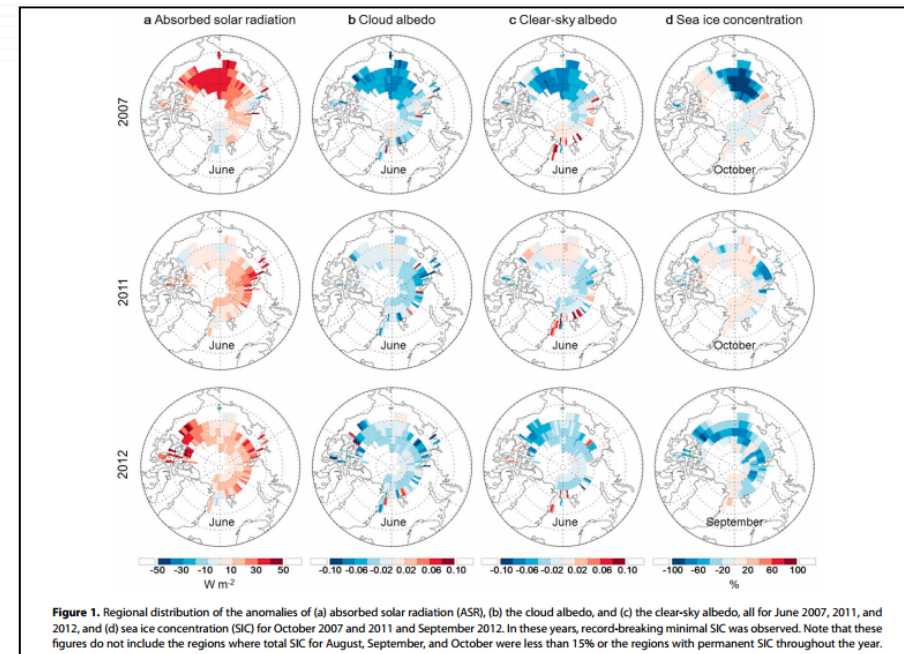 a Absorbed solar radiation b Cloud albedo c Clear-sky albedo d Sea ice concentration
2007
June June June October
2011
June June June October
2012
June June June September
-50 -30 -10 10 30 50 -0.10 -0.06 -0.02 0.02 0.06 0.10 -0.10 -0.06 -0.02 0.02 0.06 0.10 -100 -60 -20 20 60 100
W m-2 %
Figure 1. Regional distribution of the anomalies of (a) absorbed solar radiation (ASR), (b) the cloud albedo, and (c) the clear-sky albedo, all for June 2007, 2011, and
2012, and (d) sea ice concentration (SIC) for October 2007 and 2011 and September 2012. In these years, record-breaking minimal SIC was observed. Note that these
figures do not include the regions where total SIC for August, September, and October were less than 15% or the regions with permanent SIC throughout the year.